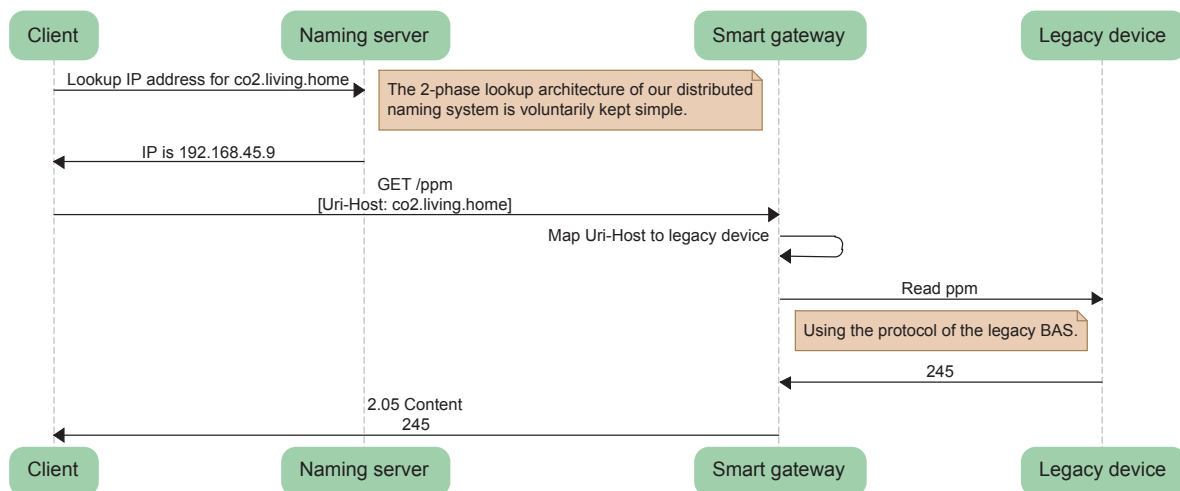 Client
Naming server
Smart gateway
Legacy device
Lookup IP address for co2.living.home
The 2-phase lookup architecture of our distributed
naming system is voluntarily kept simple.
IP is 192.168.45.9
GET /ppm
[Uri-Host: co2.living.home]
Map Uri-Host to legacy device
Read ppm
Using the protocol of the legacy BAS.
245
2.05 Content
245
Client
Naming server
Smart gateway
Legacy device